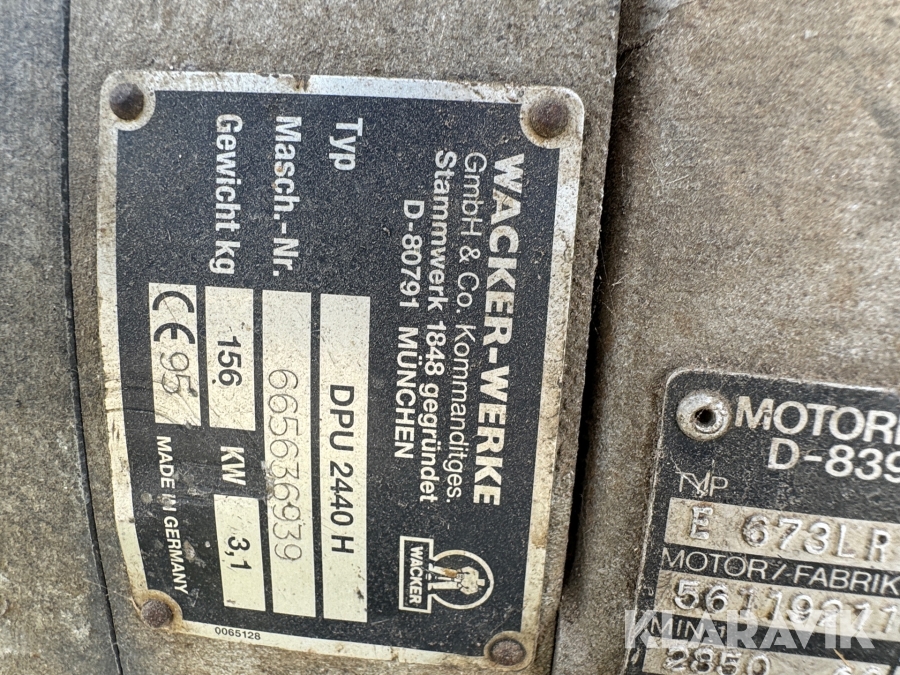 WACKER-WERKE
GmbH & Co. Kommanditges.
Stammwerk 1848 gegründet
D-80791 MÜNCHEN
WACKER
Typ DPU 2440 H
Masch.-Nr. 665636939
Gewicht kg 156 KW 3,1
CE 95 MADE IN GERMANY
0065128
D-839
TYP
E 673LR
MOTOR/-FABRIK
2850
KLARAVIK